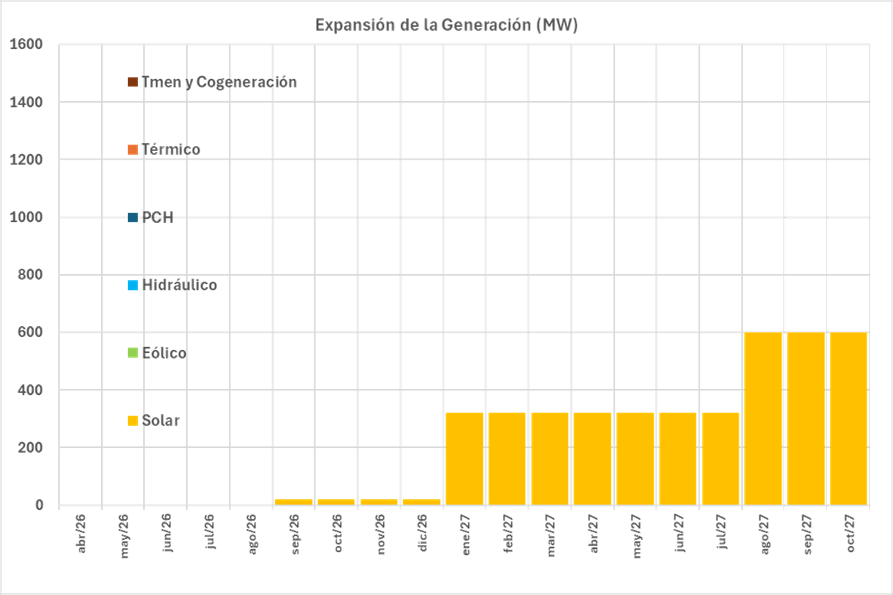 Expansión de la Generación (MW)
1600
1400
1200
1000
800
600
400
200
0
Tmen y Cogeneración
Térmico
PCH
Hidráulico
Eólico
Solar
abr/26
may/26
jun/26
jul/26
ago/26
sep/26
oct/26
nov/26
dic/26
ene/27
feb/27
mar/27
abr/27
may/27
jun/27
jul/27
ago/27
sep/27
oct/27